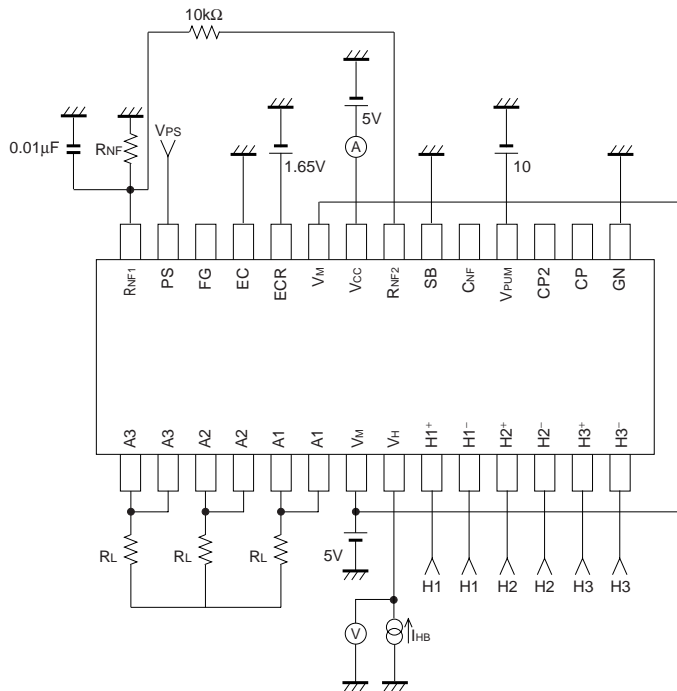 10kΩ
0.01µF
RNF
VPS
1.65V
5V
A
10
RNF1 PS FG EC ECR VM VCC RNF2 SB CNF VPUM CP2 CP GN
A3 A3 A2 A2 A1 A1 VM VH H1+ H1− H2+ H2− H3+ H3−
RL RL RL 5V
H1 H1 H2 H2 H3 H3
V IHB